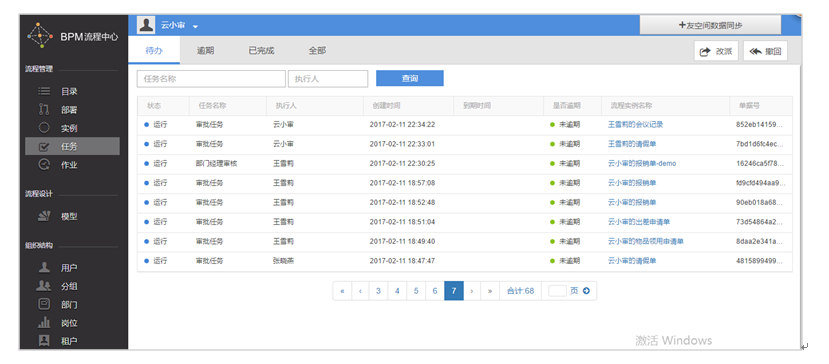 BPM流程中心
云小审
+友空间数据同步
待办 逾期 已完成 全部
改派 撤回
流程管理
目录
部署
实例
任务
作业
流程设计
模型
组织结构
用户
分组
部门
岗位
租户
任务名称 执行人 查询
状态 任务名称 执行人 创建时间 到期时间 是否逾期 流程实例名称 单据号
运行 审批任务 云小审 2017-02-11 22:34:22 未逾期 王雪莉的会议记录 852eb14159...
运行 审批任务 云小审 2017-02-11 22:33:01 未逾期 王雪莉的请假单 7bd1d6fc4ec...
运行 部门经理审核 王雪莉 2017-02-11 22:30:25 未逾期 云小审的报销单-demo 16246ca5f78...
运行 审批任务 王雪莉 2017-02-11 18:57:08 未逾期 云小审的报销单 fd9cfd494aa9...
运行 审批任务 王雪莉 2017-02-11 18:52:48 未逾期 云小审的报销单 90eb018a68...
运行 审批任务 王雪莉 2017-02-11 18:51:04 未逾期 云小审的出差申请单 73d54864a2...
运行 审批任务 王雪莉 2017-02-11 18:49:40 未逾期 云小审的物品领用申请单 8daa2e341a...
运行 审批任务 张晓燕 2017-02-11 18:47:47 未逾期 云小审的请假单 4815899499...
« ‹ 3 4 5 6 7 › » 合计:68 页
激活 Windows